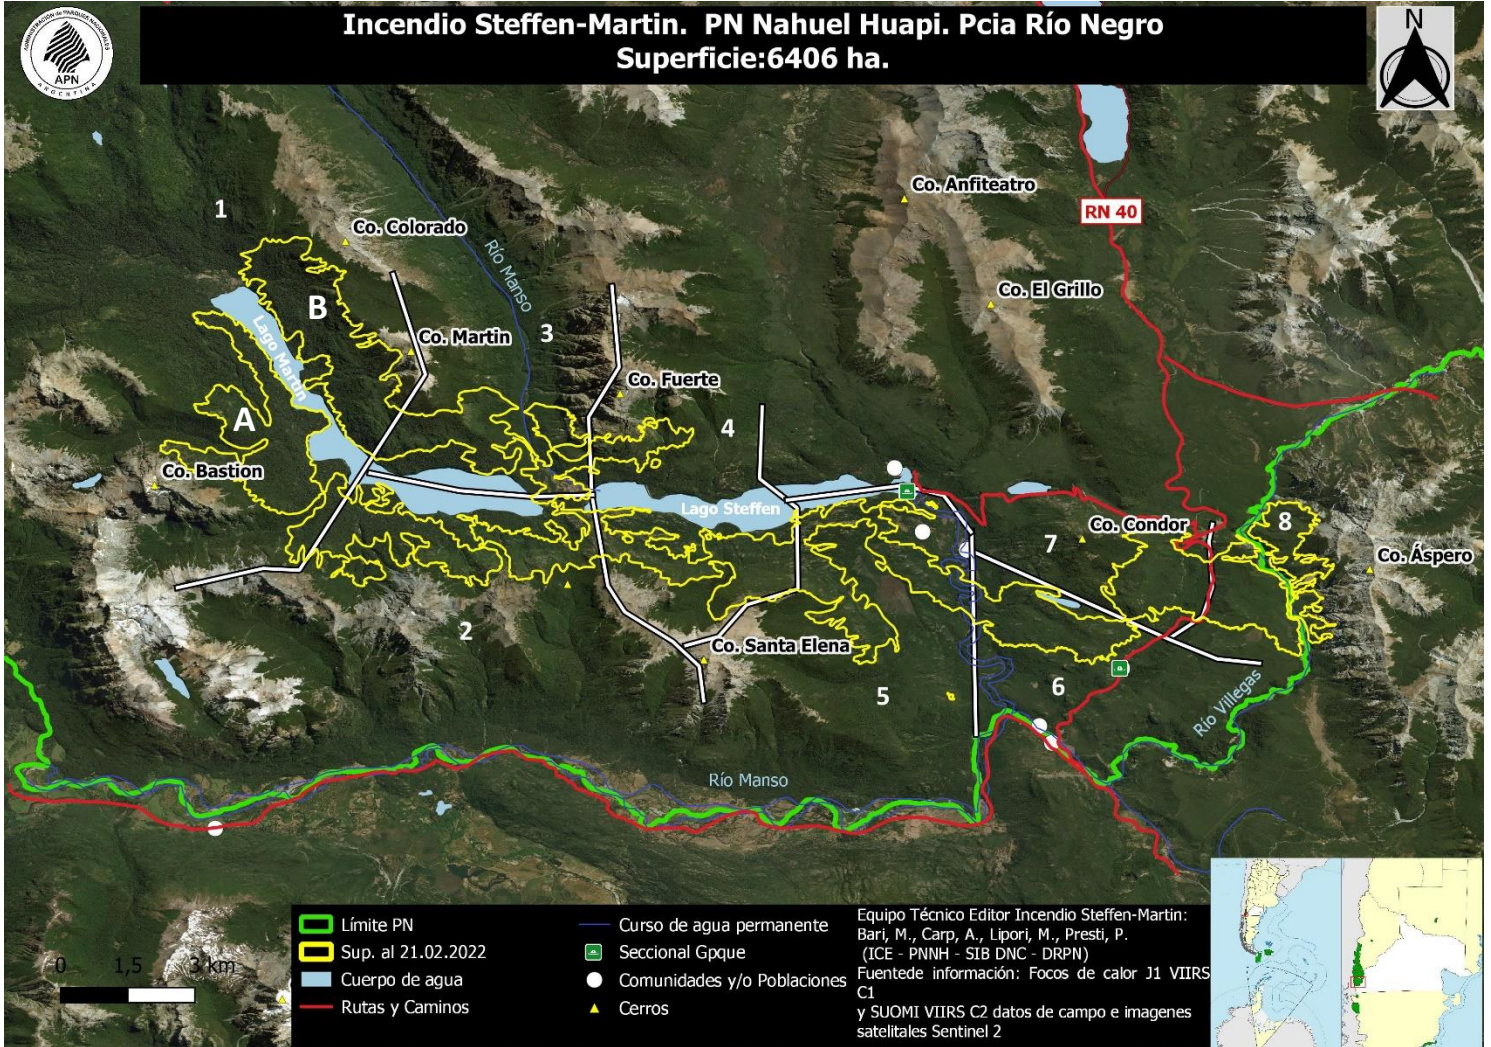 Incendio Steffen-Martin. PN Nahuel Huapi. Pcia Río Negro
Superficie:6406 ha.
ADMINISTRACIÓN de PARQUES NACIONALES
APN
ARGENTINA
N
Co. Anfiteatro
RN 40
1
Co. Colorado
Río Manso
Co. El Grillo
B
Co. Martin
3
Lago Martin
Co. Fuerte
A
4
Co. Bastion
Lago Steffen
Co. Condor
8
7
Co. Áspero
2
Co. Santa Elena
5
6
Río Villegas
Río Manso
0 1,5 3 km
Límite PN
Sup. al 21.02.2022
Cuerpo de agua
Rutas y Caminos
Curso de agua permanente
Seccional Gpque
Comunidades y/o Poblaciones
Cerros
Equipo Técnico Editor Incendio Steffen-Martin:
Bari, M., Carp, A., Lipori, M., Presti, P.
(ICE - PNNH - SIB DNC - DRPN)
Fuentede información: Focos de calor J1 VIIRS
C1
y SUOMI VIIRS C2 datos de campo e imagenes
satelitales Sentinel 2